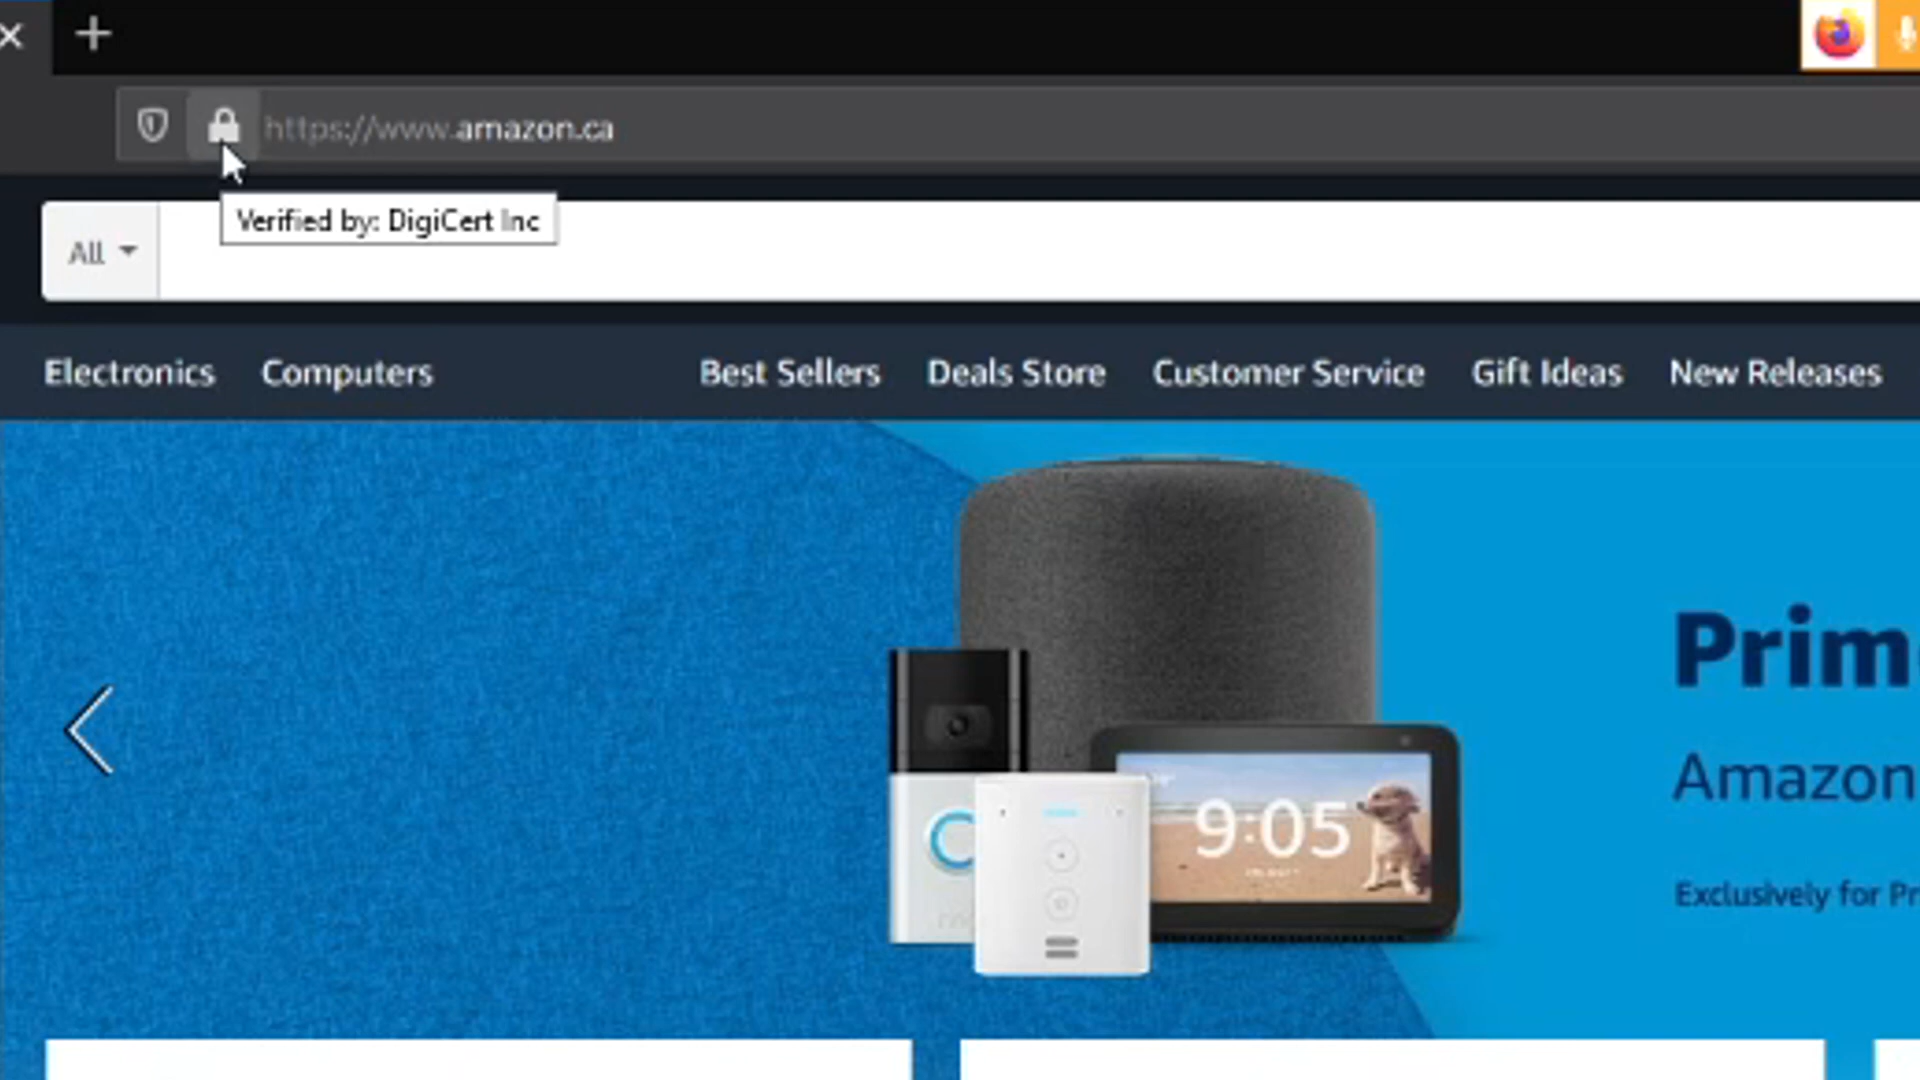 https://www.amazon.ca
Verified by: DigiCert Inc
All
Electronics Computers Best Sellers Deals Store Customer Service Gift Ideas New Releases
Prim
Amazon
9:05
Exclusively for Pr